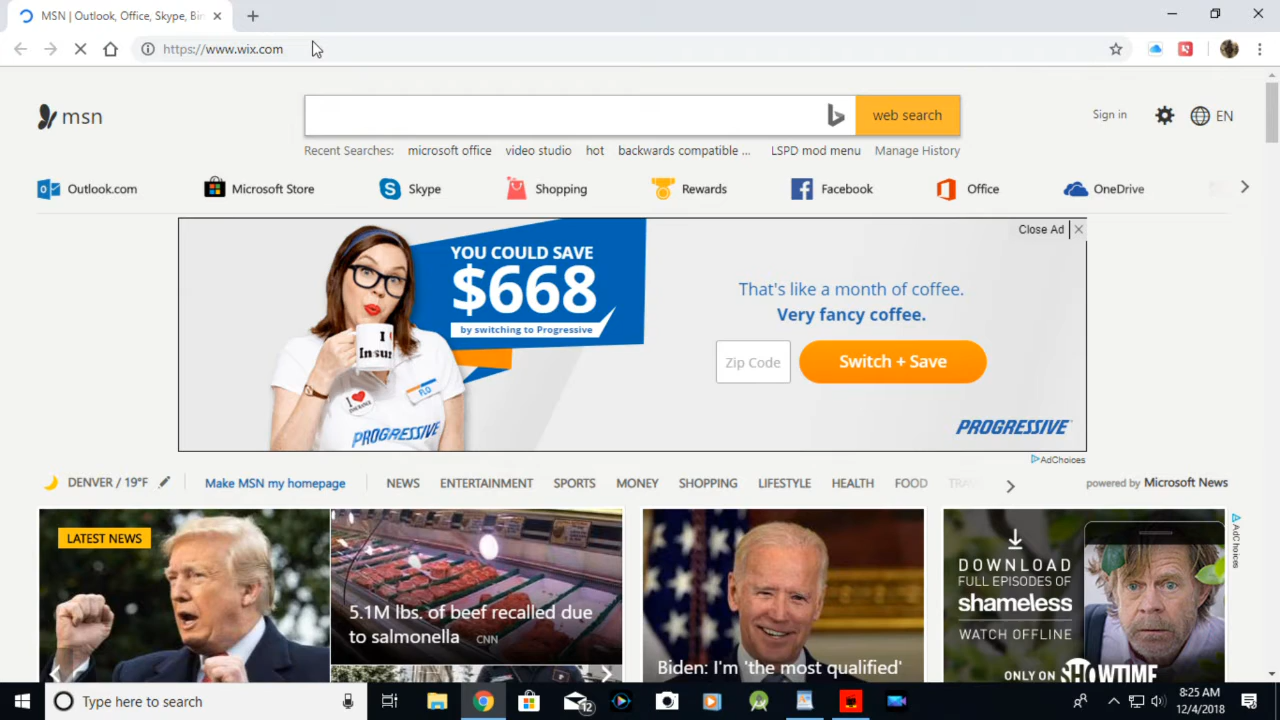 MSN | Outlook, Office, Skype, Bin
https://www.wix.com
msn
web search
Sign in
EN
Recent Searches: microsoft office video studio hot backwards compatible ... LSPD mod menu Manage History
Outlook.com Microsoft Store Skype Shopping Rewards Facebook Office OneDrive
Close Ad
YOU COULD SAVE
$668
by switching to Progressive
That's like a month of coffee.
Very fancy coffee.
Zip Code
Switch + Save
I
Insur
FLO
PROGRESSIVE
PROGRESSIVE
AdChoices
DENVER / 19°F
Make MSN my homepage
NEWS ENTERTAINMENT SPORTS MONEY SHOPPING LIFESTYLE HEALTH FOOD TRA
powered by Microsoft News
LATEST NEWS
5.1M lbs. of beef recalled due
to salmonella CNN
Biden: I'm 'the most qualified'
DOWNLOAD
FULL EPISODES OF
shameless
WATCH OFFLINE
ONLY ON SHOWTIME
AdChoices
Type here to search
12
8:25 AM
12/4/2018